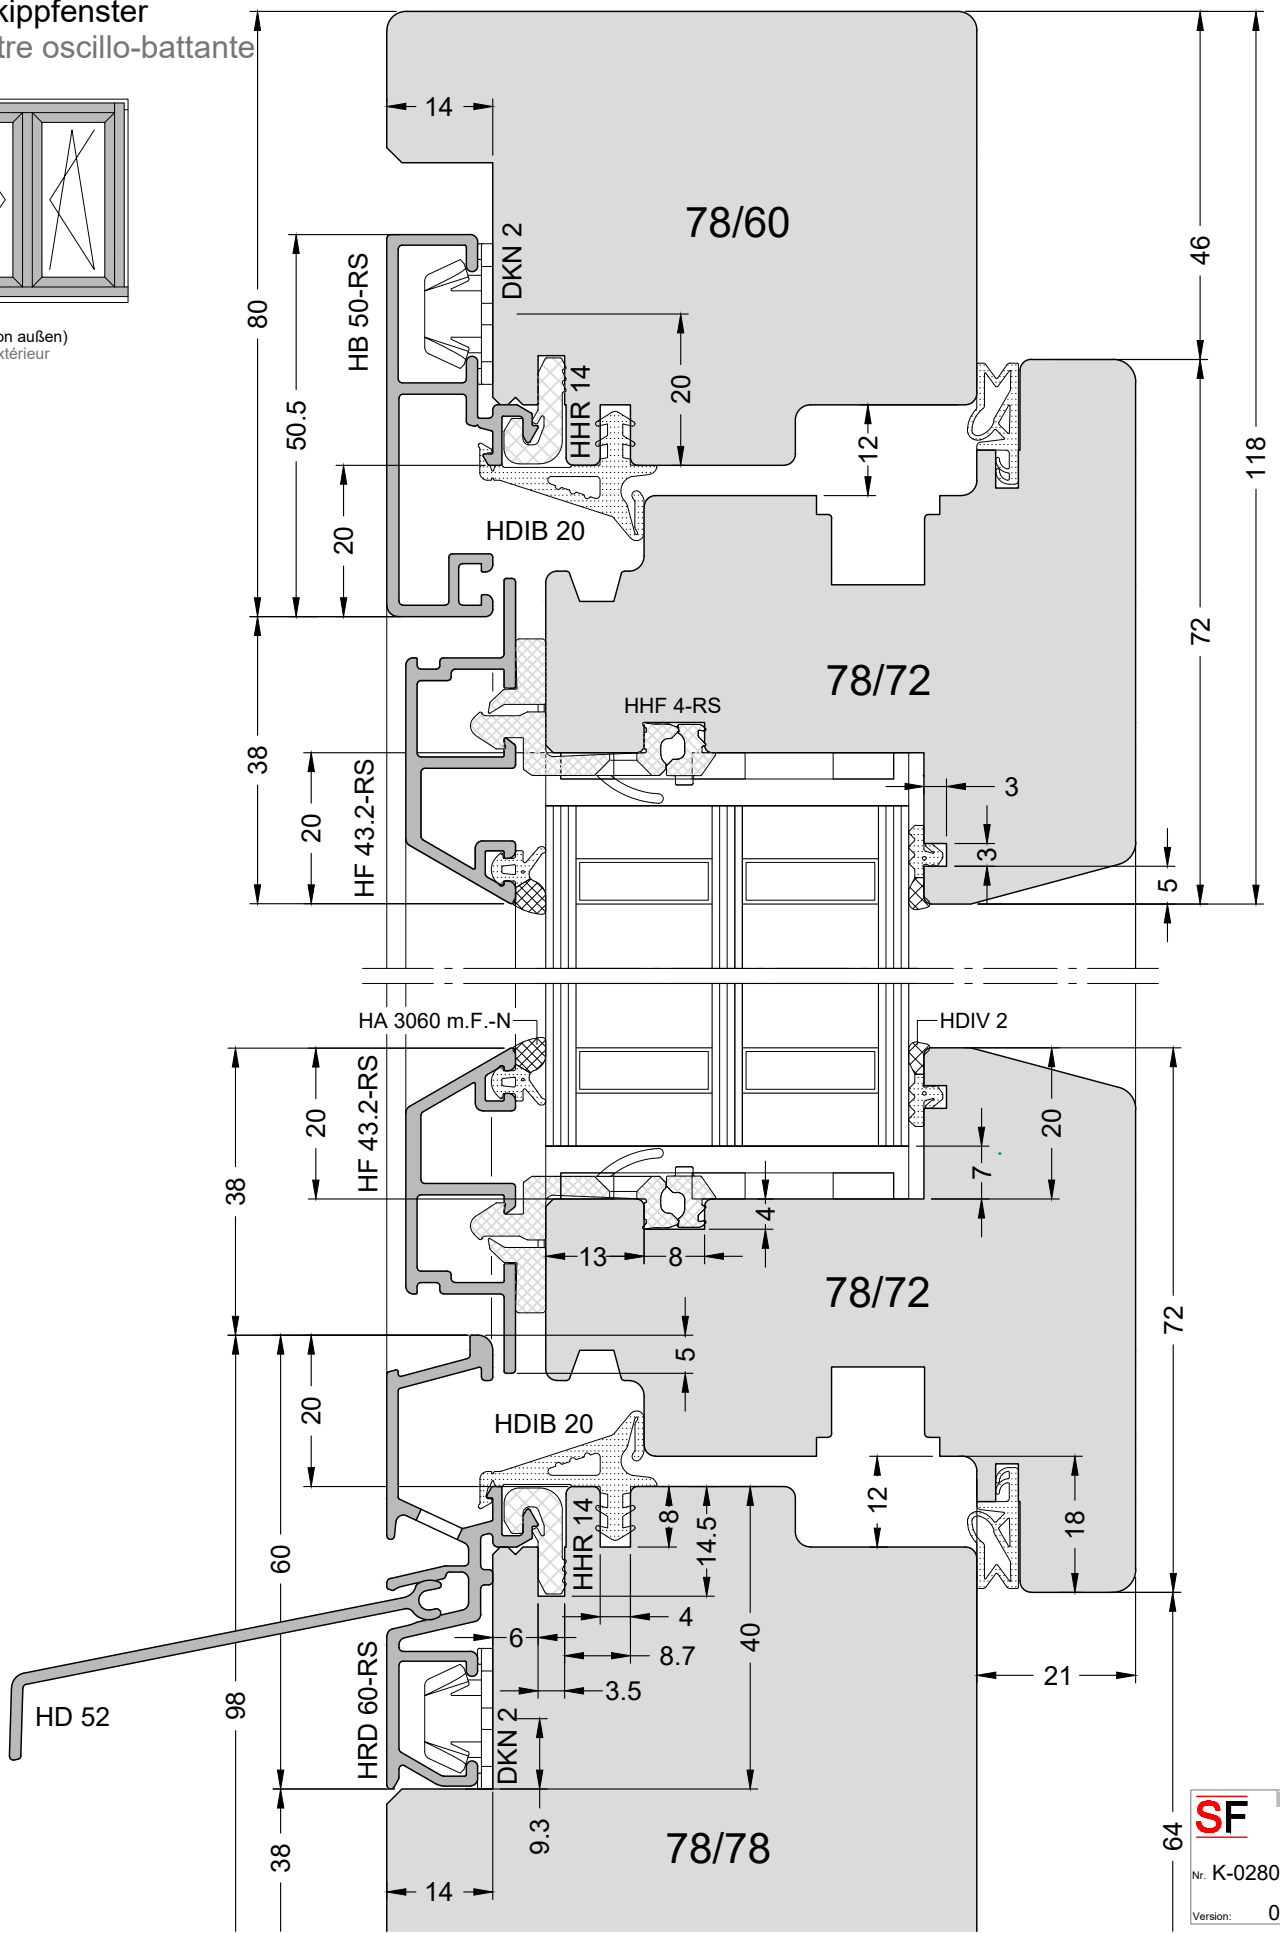 kippfenster
tre oscillo-battante
on außen)
xtérieur
14
46
118
80
78/60
DKN 2
HB 50-RS
50.5
20
HHR 14
12
20
HDIB 20
72
38
78/72
HHF 4-RS
HF 43.2-RS
20
3
3
5
HA 3060 m.F.-N
HDIV 2
HF 43.2-RS
20
38
20
7
4
13
8
78/72
72
5
20
HDIB 20
60
12
18
8
14.5
HHR 14
4
6
8.7
40
3.5
21
98
HD 52
HRD 60-RS
DKN 2
9.3
38
78/78
64
14
SF
Nr. K-0280
Version: 0